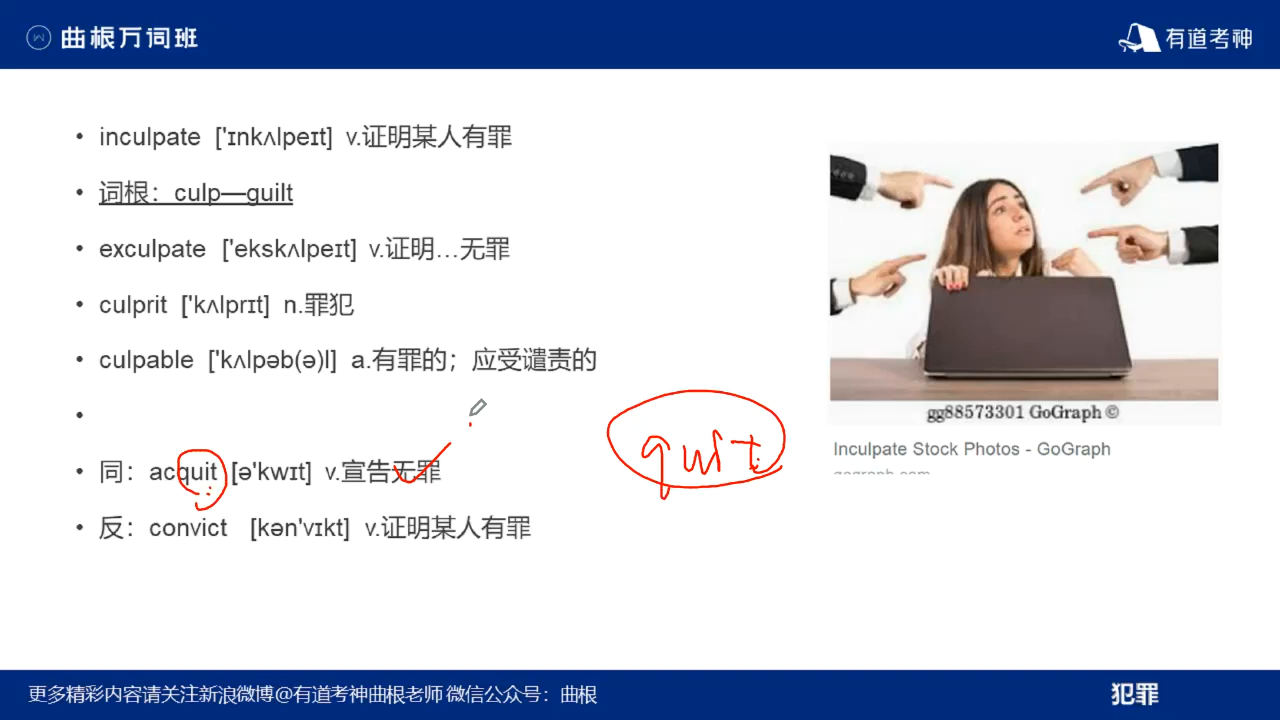 曲根万词班
有道考神
inculpate ['ɪnkʌlpeɪt] v.证明某人有罪
词根：culp—guilt
exculpate ['ekskʌlpeɪt] v.证明…无罪
culprit ['kʌlprɪt] n.罪犯
culpable ['kʌlpəb(ə)l] a.有罪的；应受谴责的
同：acquit [ə'kwɪt] v.宣告无罪
反：convict [kən'vɪkt] v.证明某人有罪
quit
gg88573301 GoGraph ©
Inculpate Stock Photos - GoGraph
更多精彩内容请关注新浪微博@有道考神曲根老师 微信公众号：曲根
犯罪